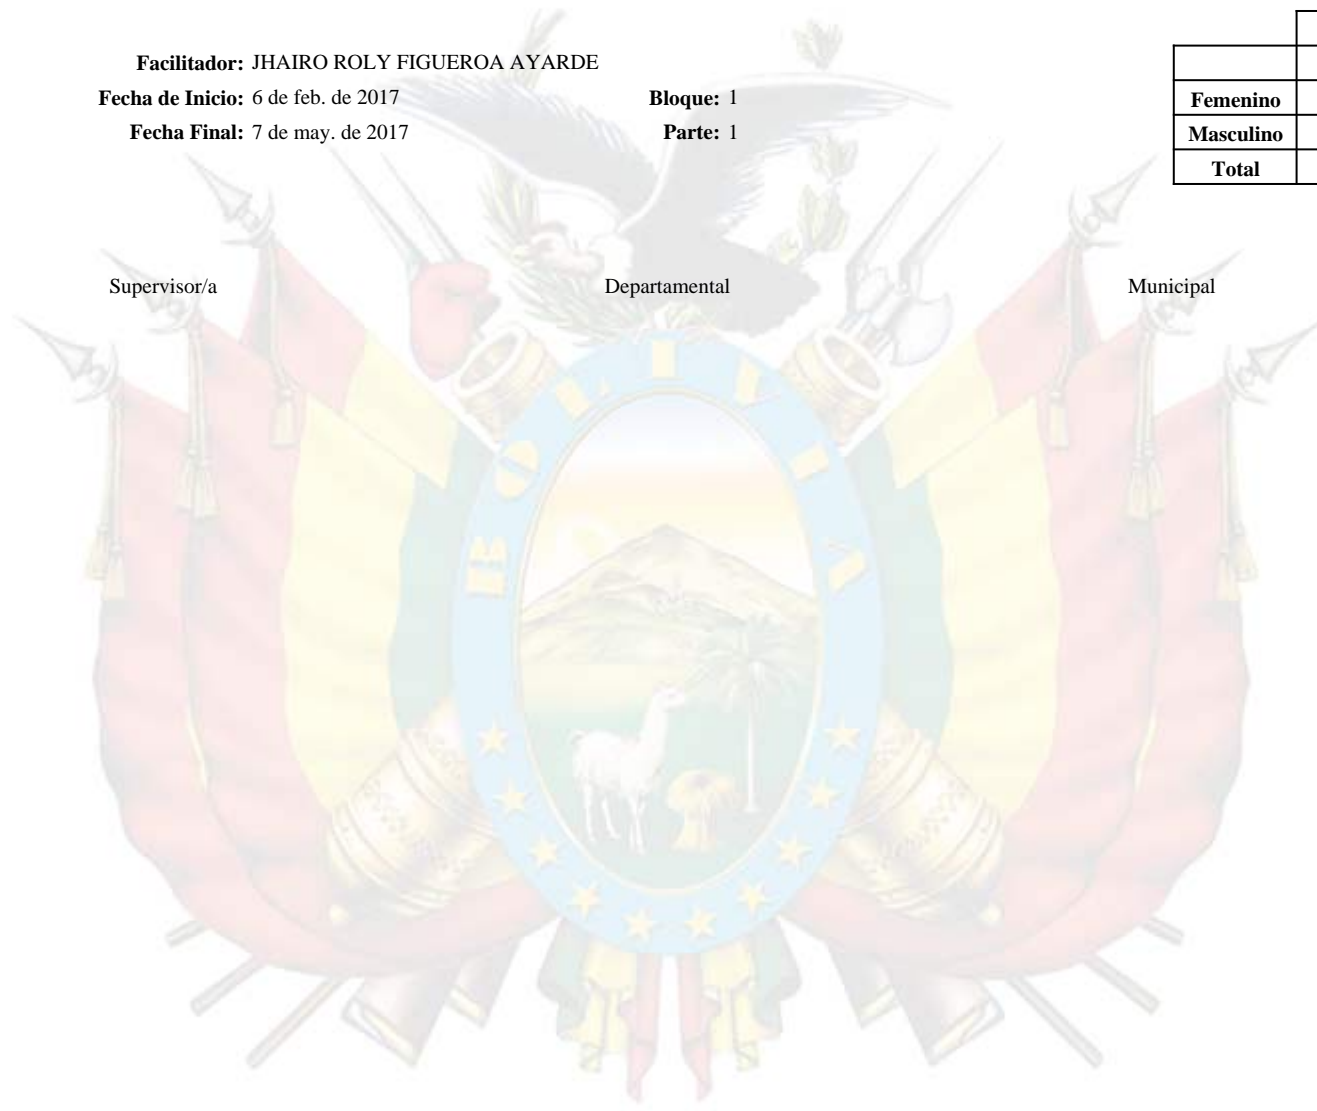 Facilitador: JHAIRO ROLY FIGUEROA AYARDE
Fecha de Inicio: 6 de feb. de 2017 Bloque: 1
Fecha Final: 7 de may. de 2017 Parte: 1
Femenino
Masculino
Total
Supervisor/a Departamental Municipal
BOLIVIA